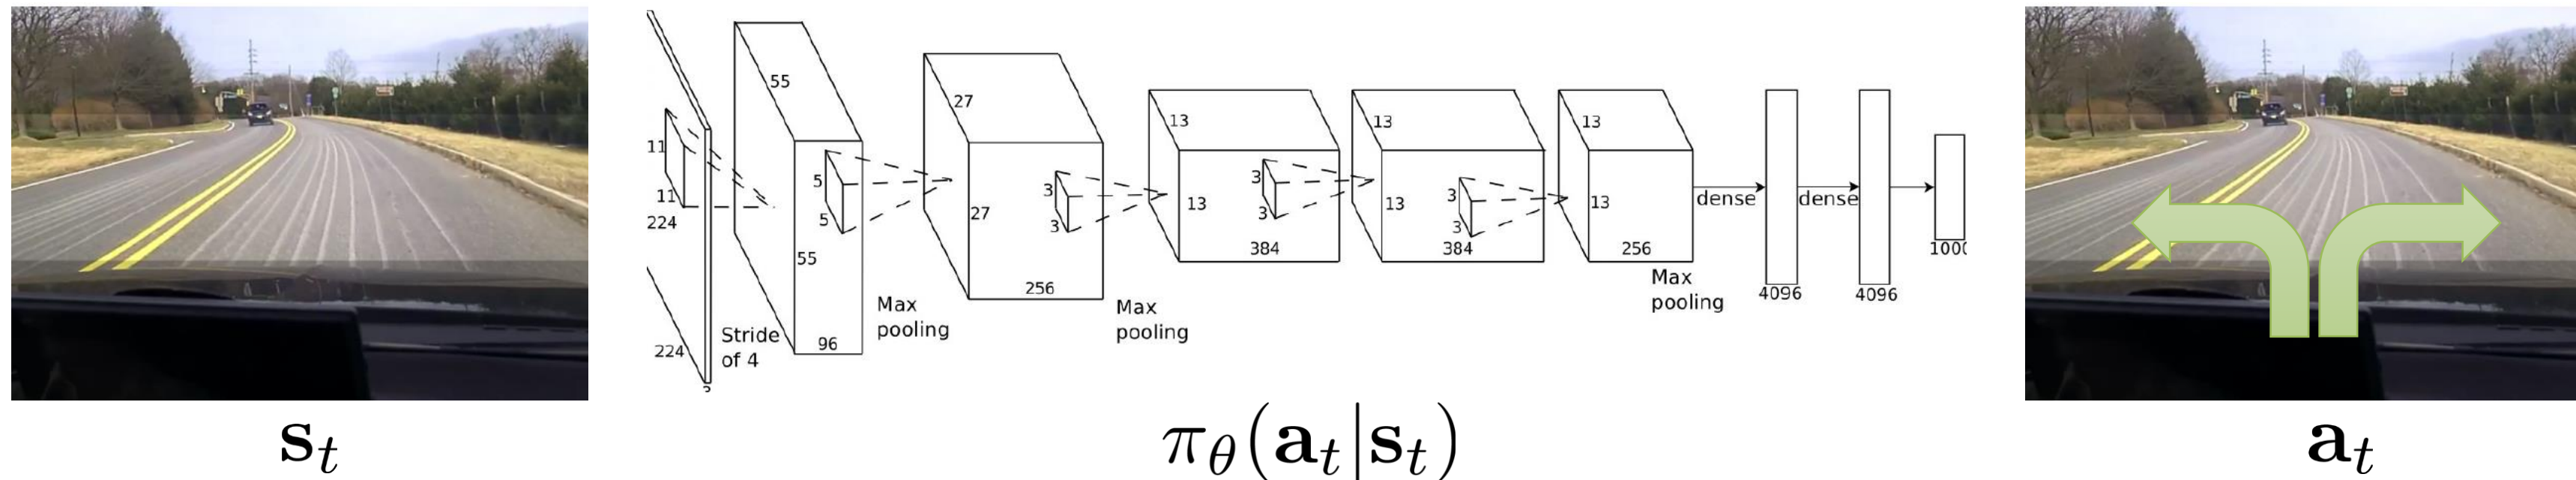 11
11
224
224
3
Stride
of 4
55
55
96
5
5
Max
pooling
27
27
256
3
3
Max
pooling
13
13
384
3
3
13
13
384
3
3
13
13
256
Max
pooling
dense
4096
dense
4096
1000
s_t
π_θ(a_t|s_t)
a_t